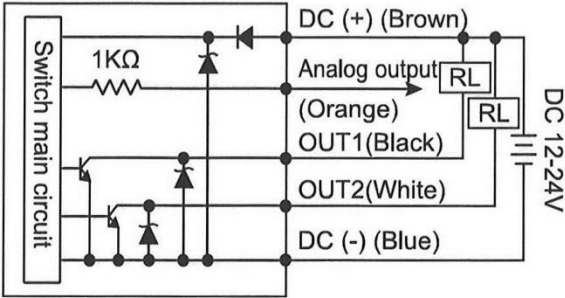 Switch main circuit
1KΩ
DC (+) (Brown)
Analog output
(Orange)
RL
RL
OUT1(Black)
OUT2(White)
DC (-) (Blue)
DC 12-24V